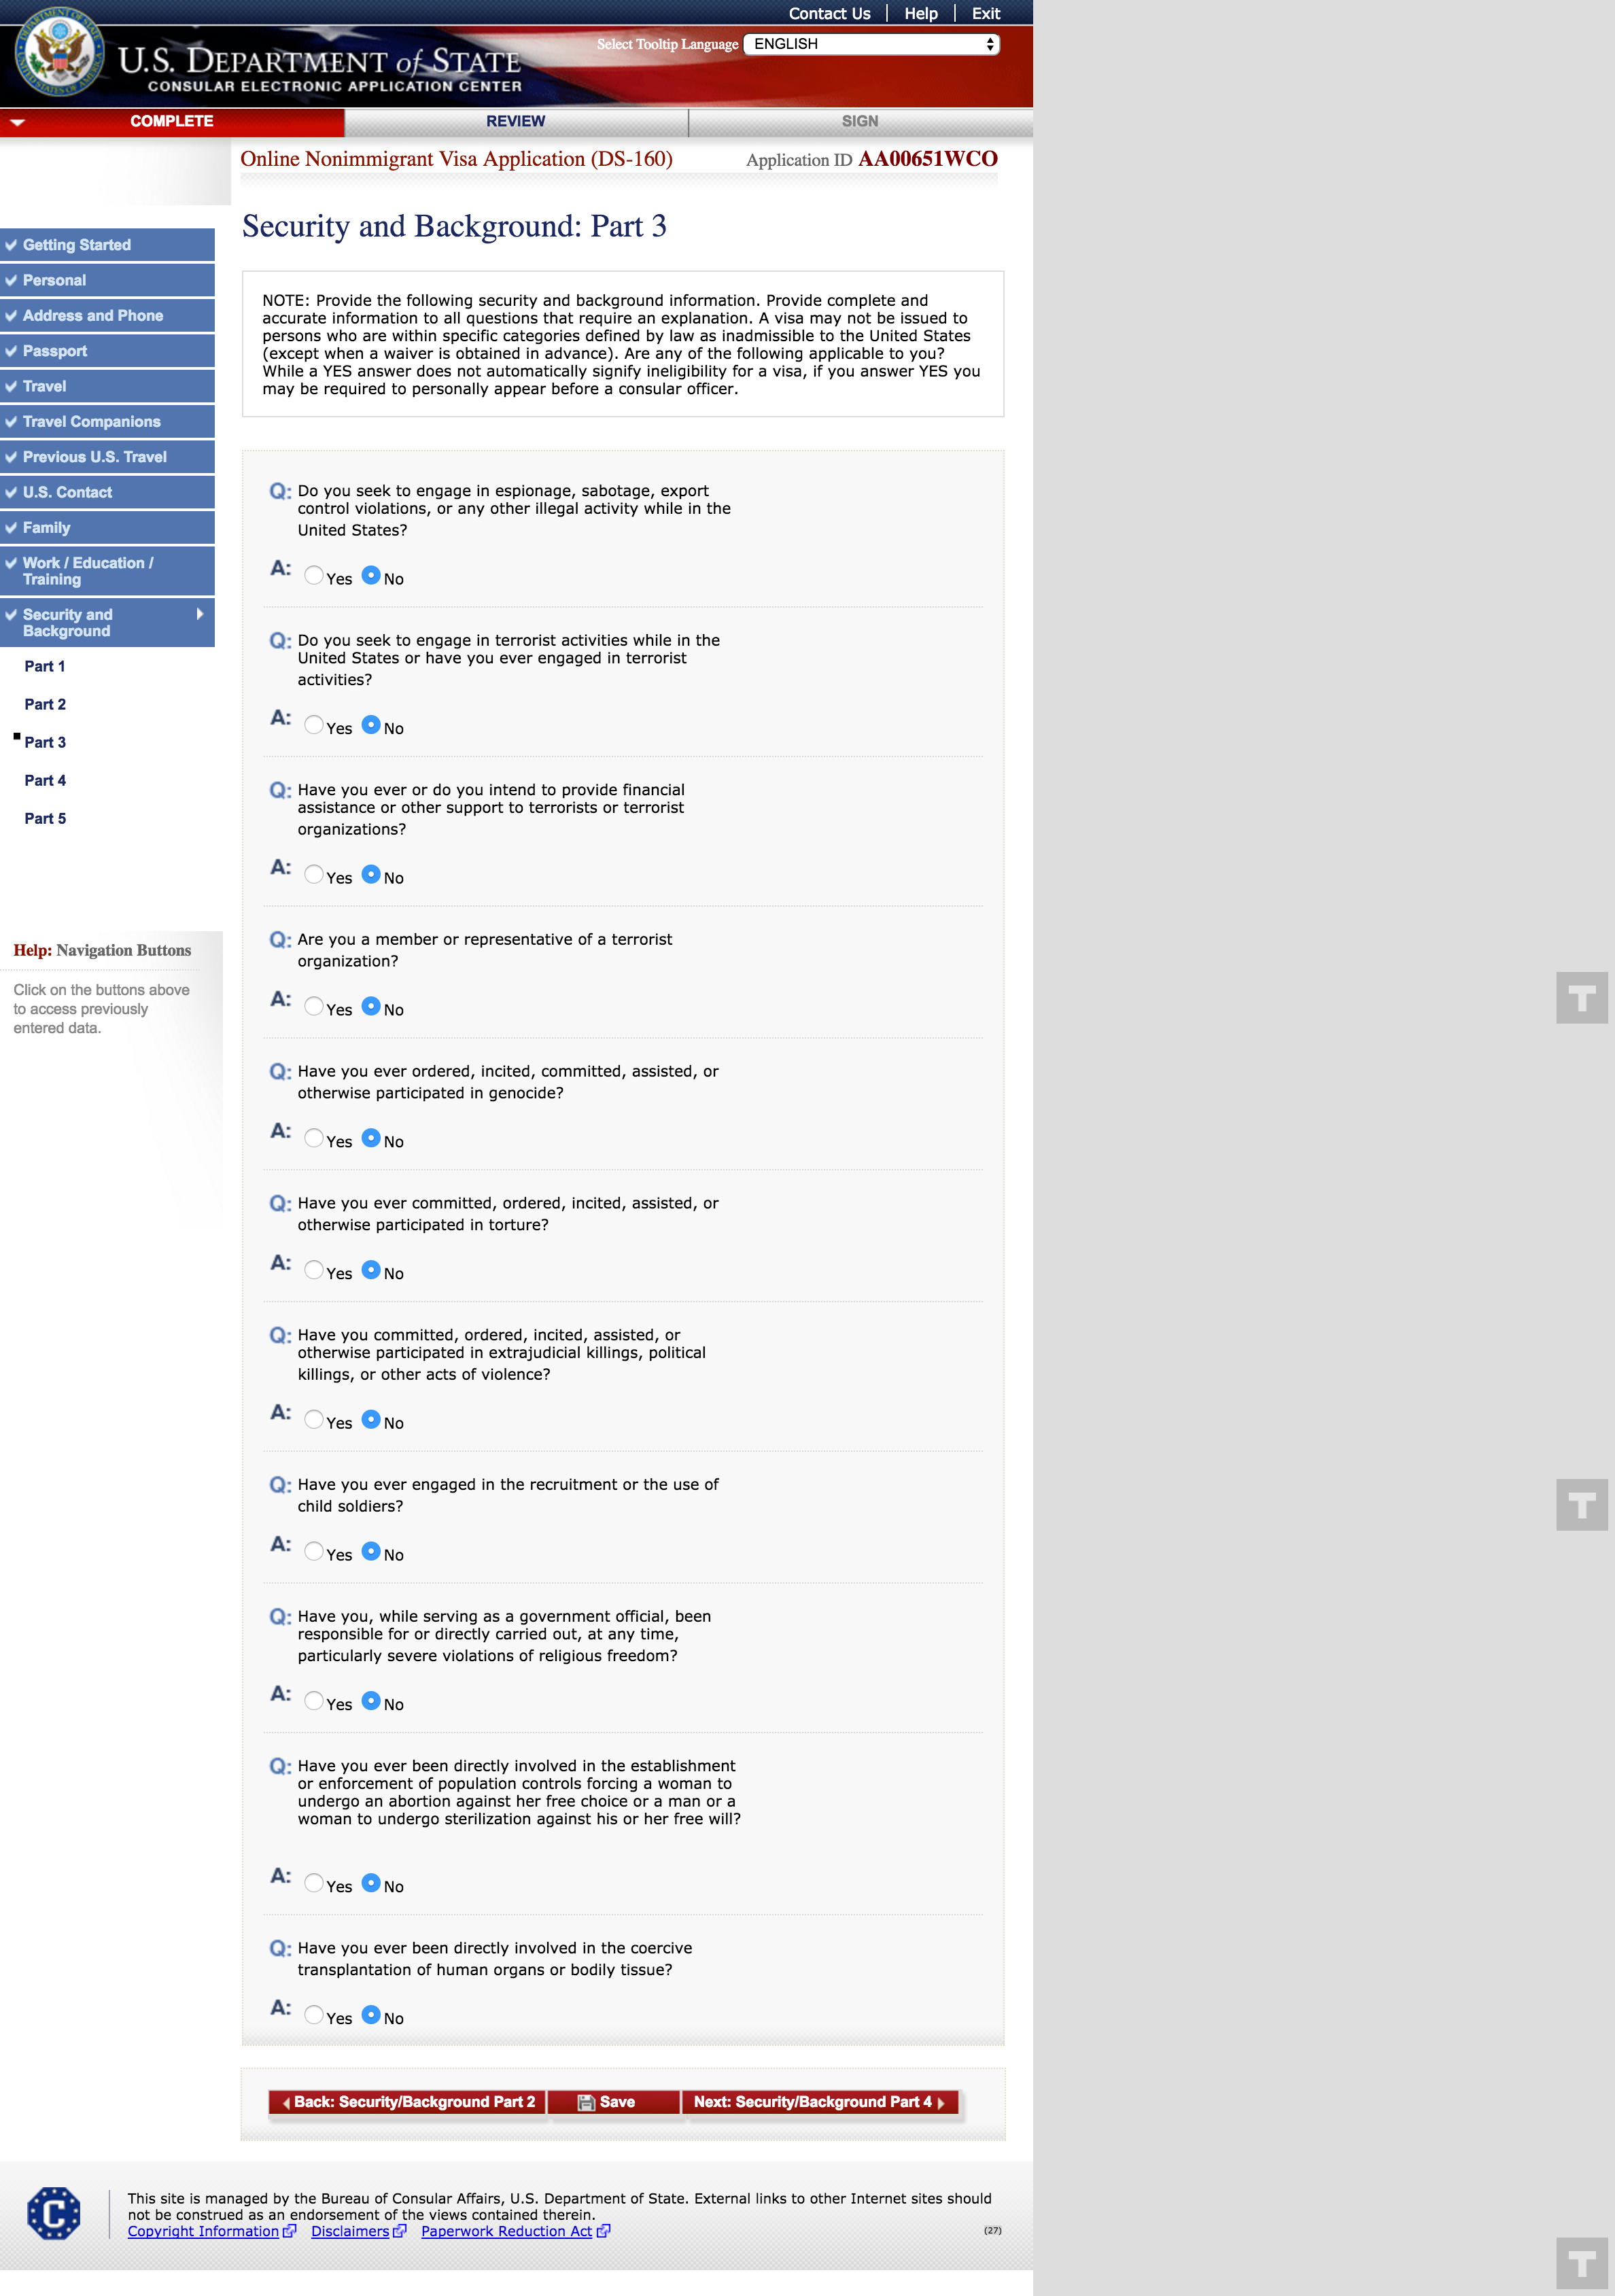 Contact Us | Help | Exit
Select Tooltip Language ENGLISH
U.S. DEPARTMENT of STATE
CONSULAR ELECTRONIC APPLICATION CENTER
COMPLETE REVIEW SIGN
Online Nonimmigrant Visa Application (DS-160) Application ID AA00651WCO
Security and Background: Part 3
Getting Started
Personal
Address and Phone
Passport
Travel
Travel Companions
Previous U.S. Travel
U.S. Contact
Family
Work / Education /
Training
Security and
Background
Part 1
Part 2
Part 3
Part 4
Part 5
Help: Navigation Buttons
Click on the buttons above
to access previously
entered data.
NOTE: Provide the following security and background information. Provide complete and
accurate information to all questions that require an explanation. A visa may not be issued to
persons who are within specific categories defined by law as inadmissible to the United States
(except when a waiver is obtained in advance). Are any of the following applicable to you?
While a YES answer does not automatically signify ineligibility for a visa, if you answer YES you
may be required to personally appear before a consular officer.
Q: Do you seek to engage in espionage, sabotage, export
control violations, or any other illegal activity while in the
United States?
A: Yes No
Q: Do you seek to engage in terrorist activities while in the
United States or have you ever engaged in terrorist
activities?
A: Yes No
Q: Have you ever or do you intend to provide financial
assistance or other support to terrorists or terrorist
organizations?
A: Yes No
Q: Are you a member or representative of a terrorist
organization?
A: Yes No
Q: Have you ever ordered, incited, committed, assisted, or
otherwise participated in genocide?
A: Yes No
Q: Have you ever committed, ordered, incited, assisted, or
otherwise participated in torture?
A: Yes No
Q: Have you committed, ordered, incited, assisted, or
otherwise participated in extrajudicial killings, political
killings, or other acts of violence?
A: Yes No
Q: Have you ever engaged in the recruitment or the use of
child soldiers?
A: Yes No
Q: Have you, while serving as a government official, been
responsible for or directly carried out, at any time,
particularly severe violations of religious freedom?
A: Yes No
Q: Have you ever been directly involved in the establishment
or enforcement of population controls forcing a woman to
undergo an abortion against her free choice or a man or a
woman to undergo sterilization against his or her free will?
A: Yes No
Q: Have you ever been directly involved in the coercive
transplantation of human organs or bodily tissue?
A: Yes No
Back: Security/Background Part 2 Save Next: Security/Background Part 4
C
This site is managed by the Bureau of Consular Affairs, U.S. Department of State. External links to other Internet sites should
not be construed as an endorsement of the views contained therein.
Copyright Information Disclaimers Paperwork Reduction Act (27)
T
T
T